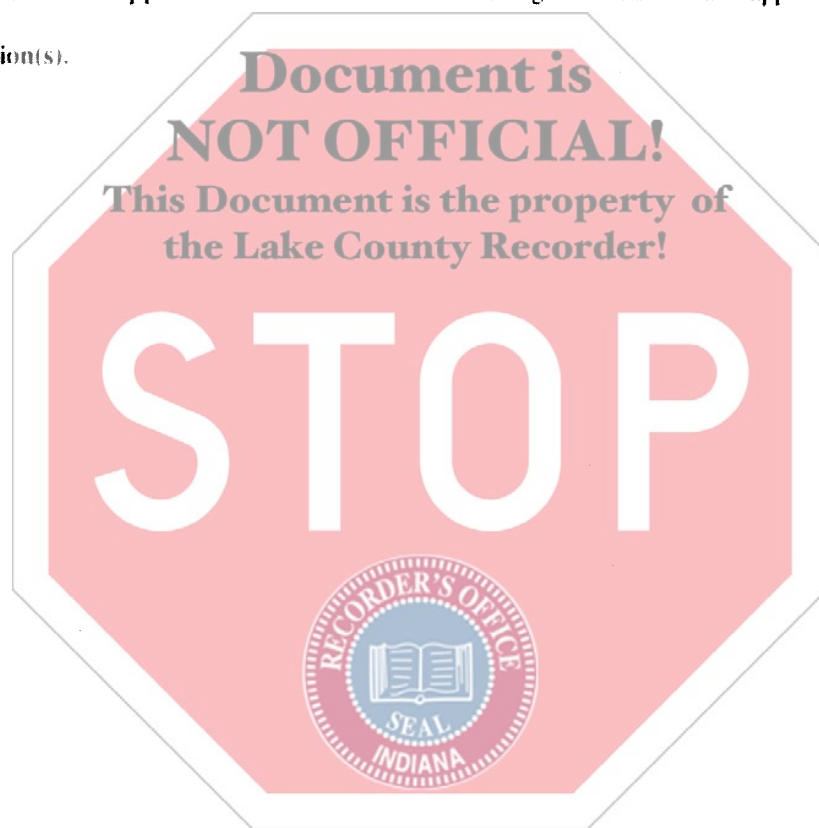 ion(s).
Document is
NOT OFFICIAL!
This Document is the property of
the Lake County Recorder!
STOP
RECORDER'S OFFICE
SEAL
INDIANA